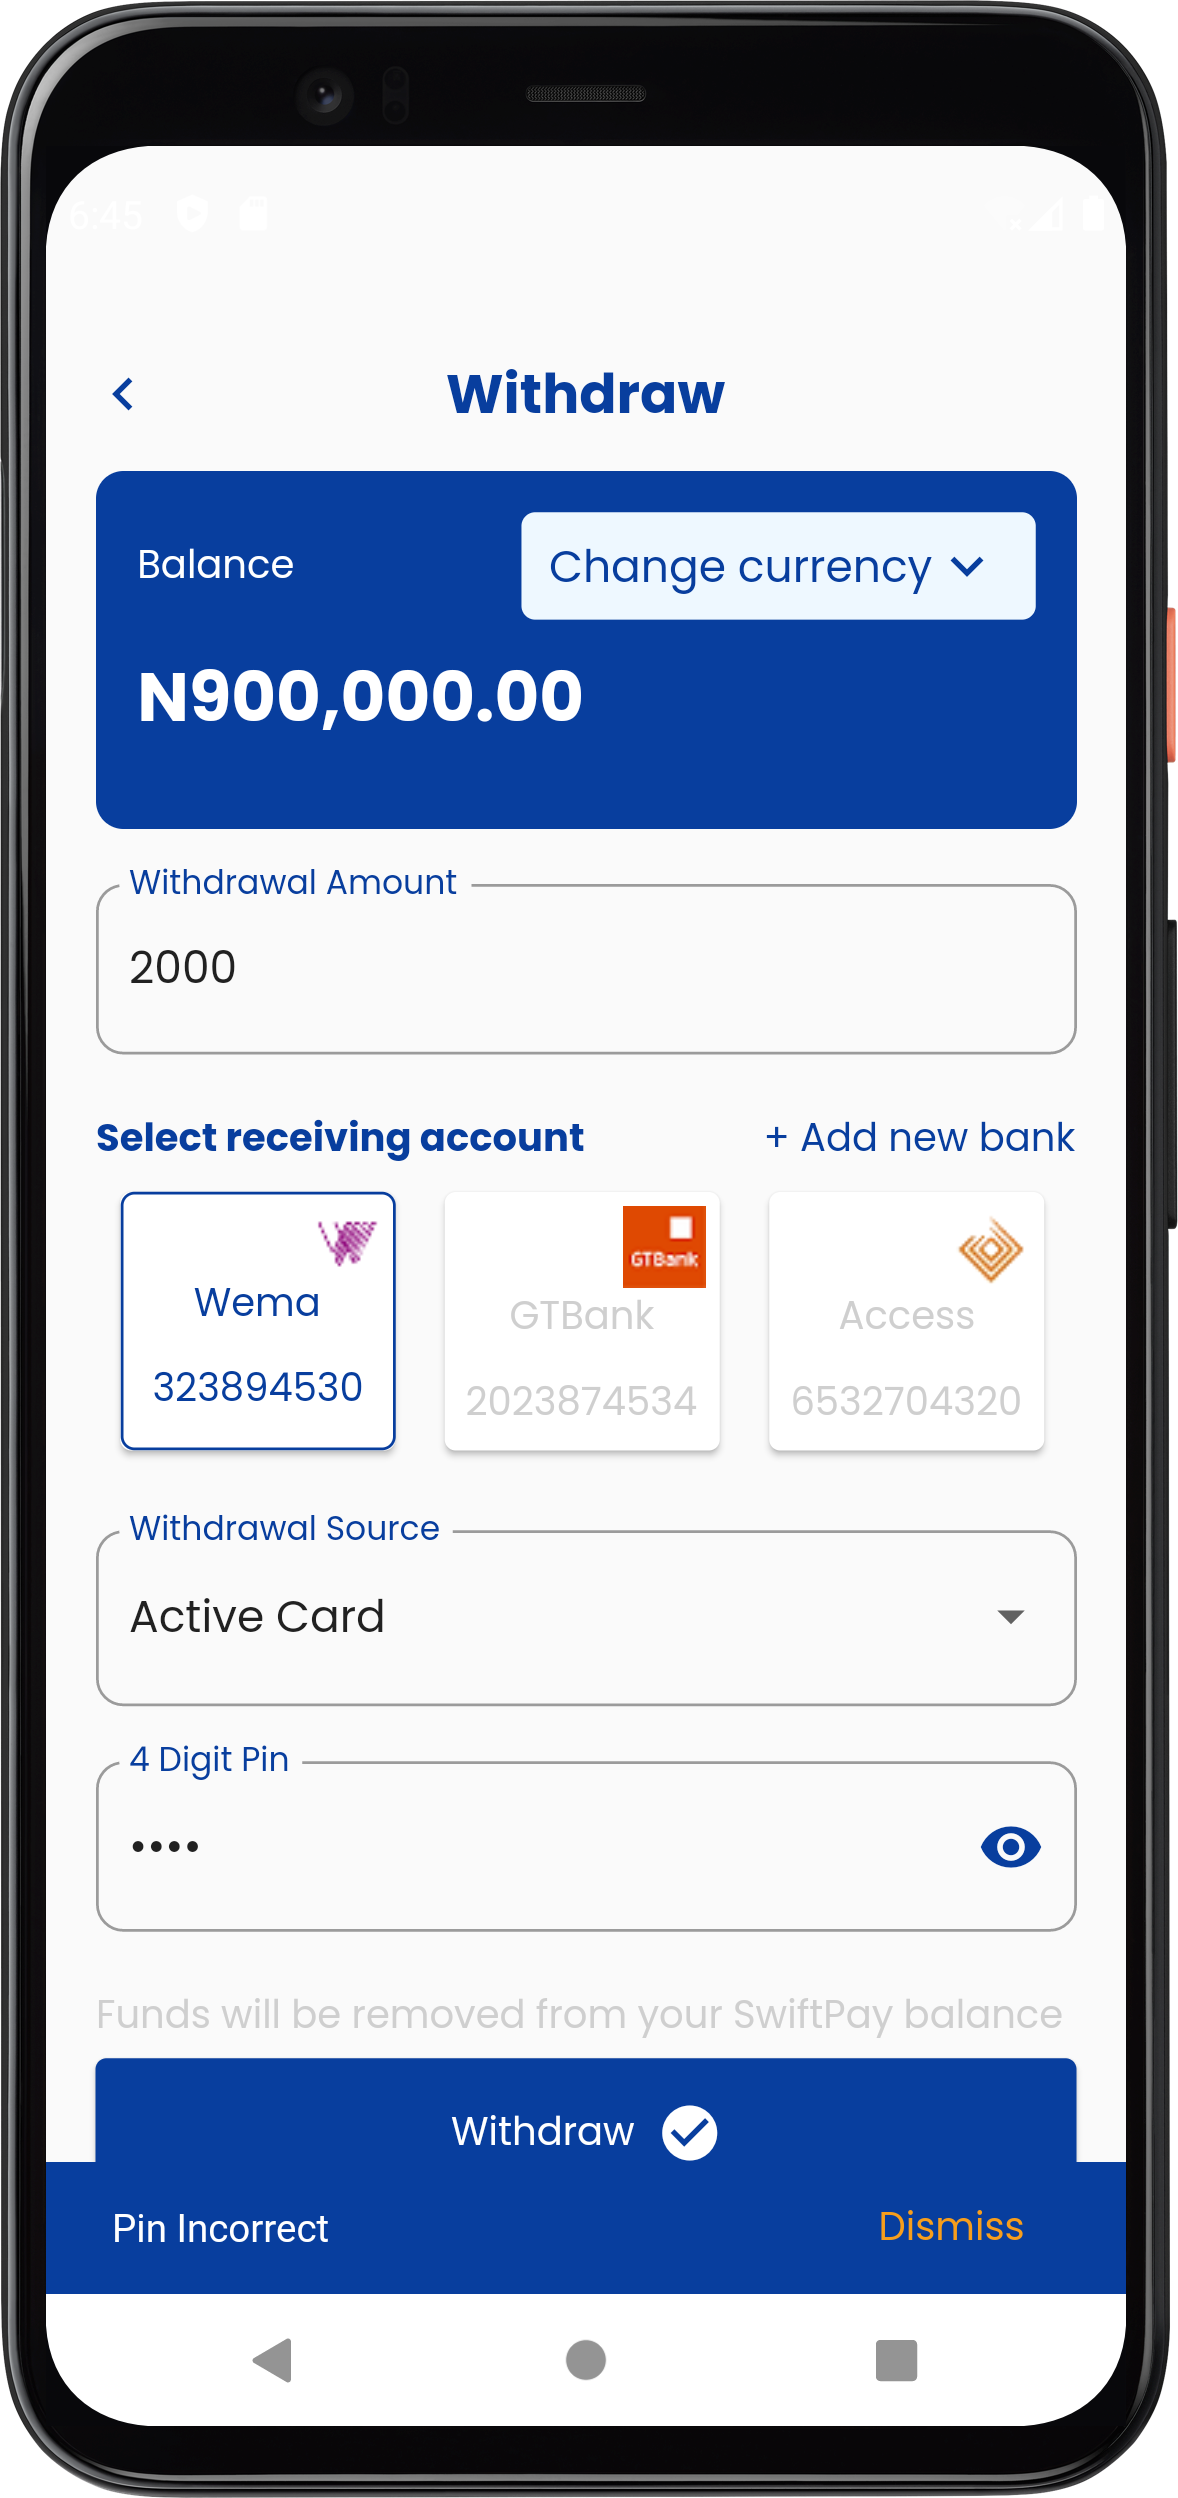 6:45
Withdraw
Balance
Change currency
N900,000.00
Withdrawal Amount
2000
Select receiving account
+ Add new bank
GTBank
Wema
GTBank
Access
323894530
2023874534
6532704320
Withdrawal Source
Active Card
4 Digit Pin
••••
Funds will be removed from your SwiftPay balance
Withdraw
Pin Incorrect
Dismiss